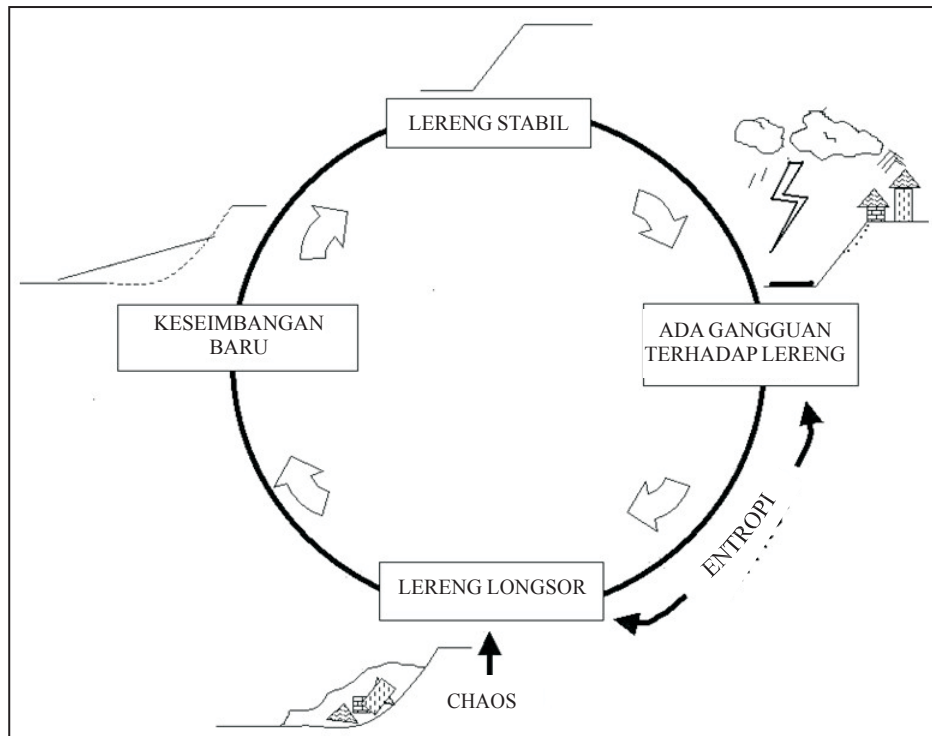 LERENG STABIL
KESEIMBANGAN
BARU
ADA GANGGUAN
TERHADAP LERENG
ENTROPI
LERENG LONGSOR
CHAOS